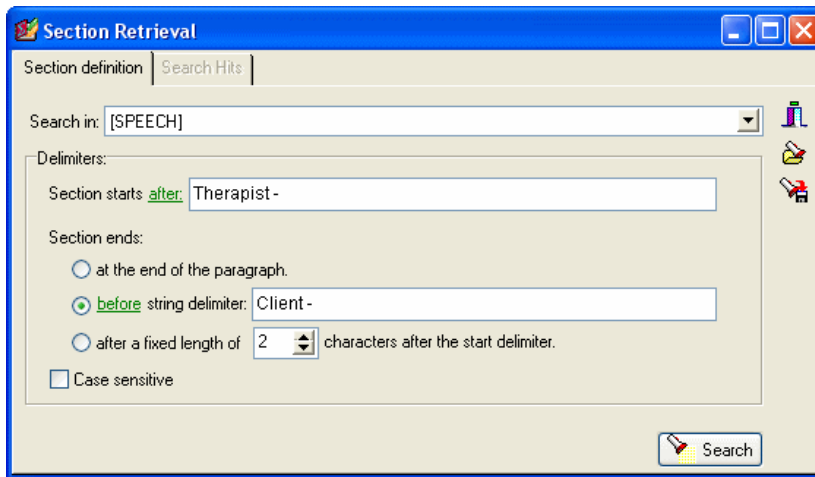 Section Retrieval
Section definition Search Hits
Search in: [SPEECH]
Delimiters:
Section starts after: Therapist -
Section ends:
at the end of the paragraph.
before string delimiter: Client -
after a fixed length of 2 characters after the start delimiter.
Case sensitive
Search